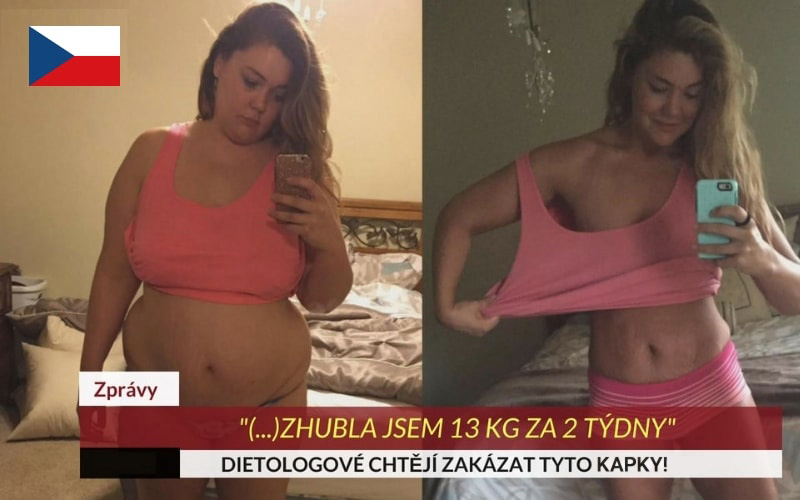 Zprávy
"(...)ZHUBLA JSEM 13 KG ZA 2 TÝDNY"
DIETOLOGOVÉ CHTĚJÍ ZAKÁZAT TYTO KAPKY!